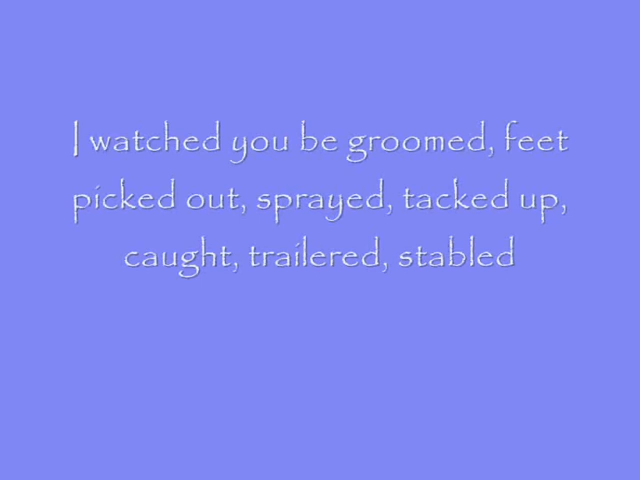 I watched you be groomed, feet
picked out, sprayed, tacked up,
caught, trailered, stabled